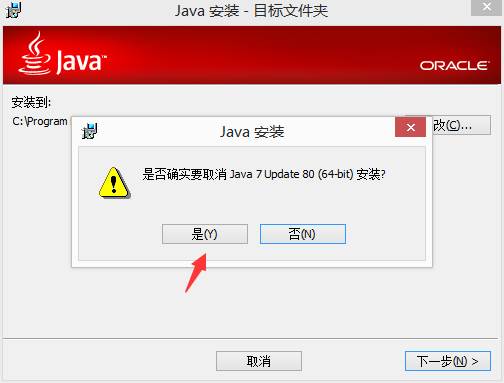 Java 安装 - 目标文件夹
Java
ORACLE
安装到:
C:\Program
改(C)...
Java 安装
是否确实要取消 Java 7 Update 80 (64-bit) 安装?
是(Y)
否(N)
取消
下一步(N) >